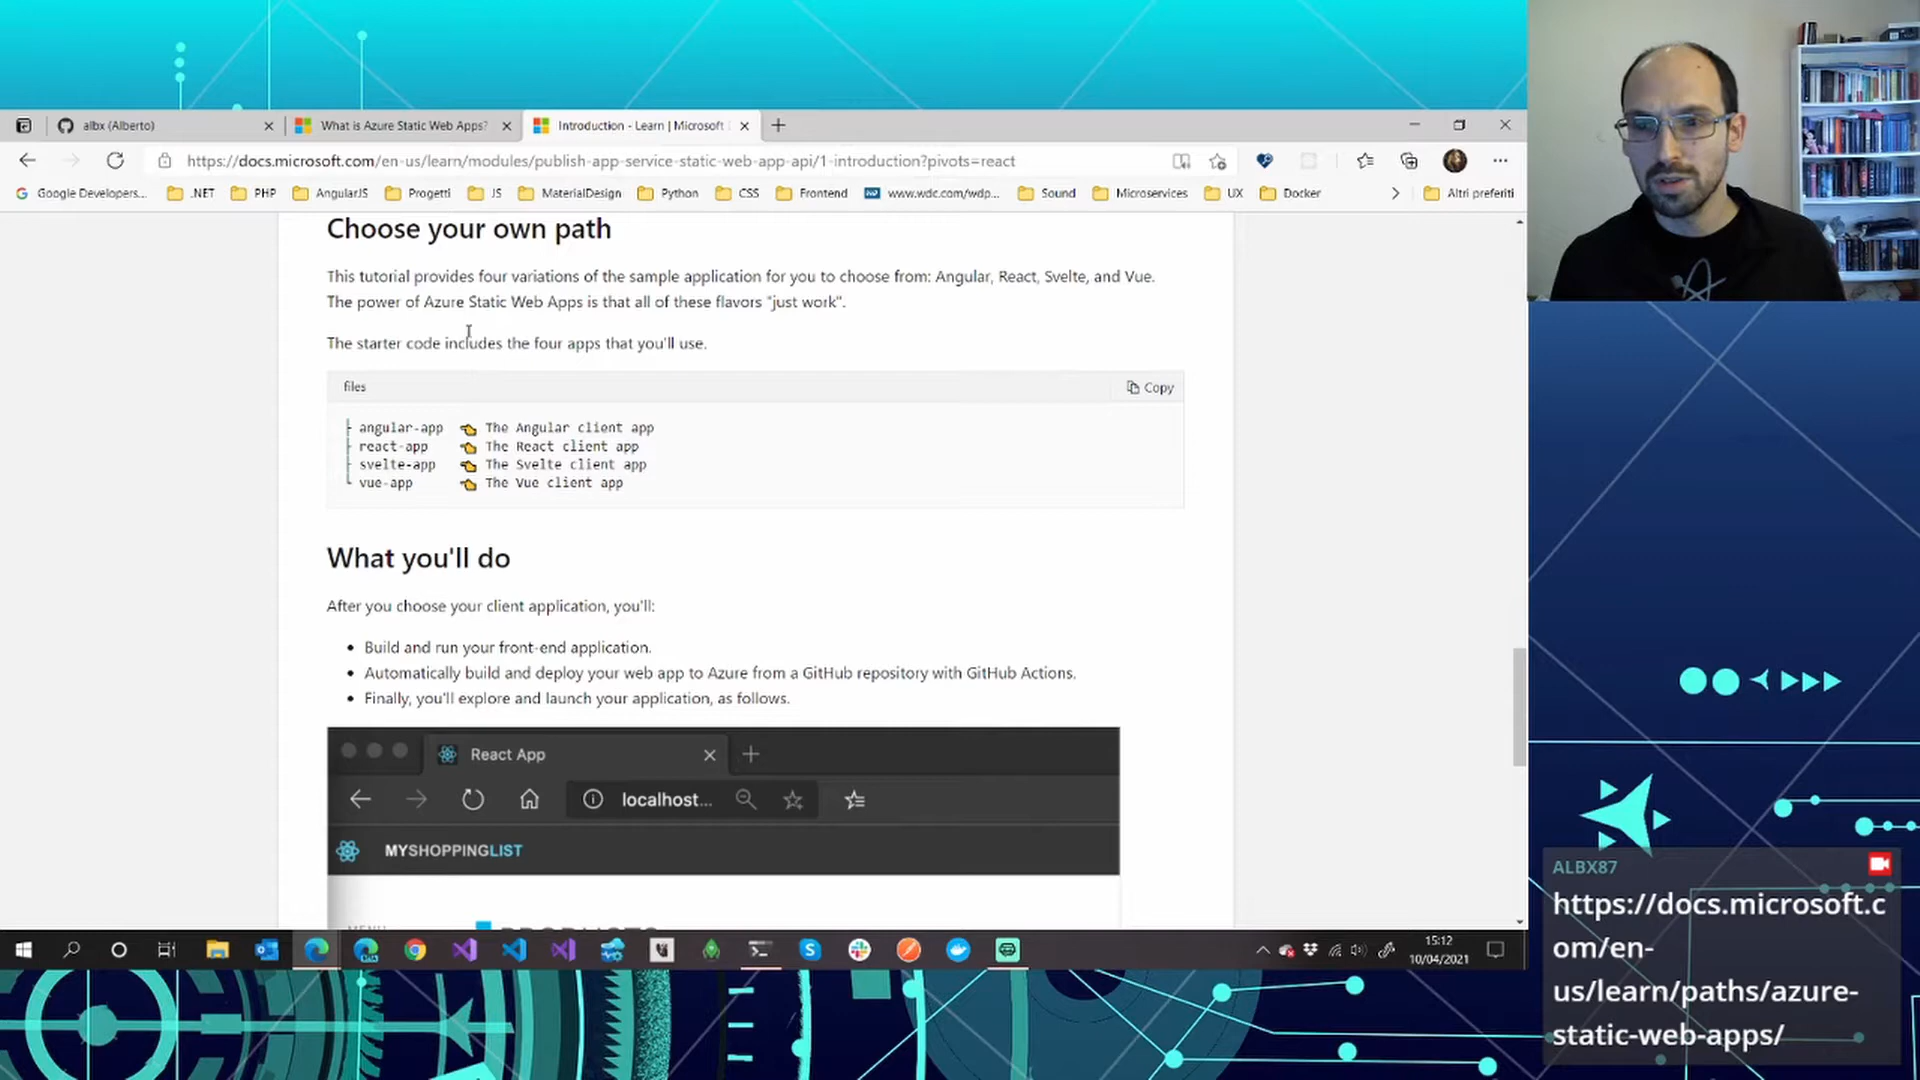 albx (Alberto)
What is Azure Static Web Apps?
Introduction - Learn | Microsoft
https://docs.microsoft.com/en-us/learn/modules/publish-app-service-static-web-app-api/1-introduction?pivots=react
Google Developers...
.NET
PHP
AngularJS
Progetti
JS
MaterialDesign
Python
CSS
Frontend
www.wdc.com/wdp...
Sound
Microservices
UX
Docker
Altri preferiti
Choose your own path
This tutorial provides four variations of the sample application for you to choose from: Angular, React, Svelte, and Vue.
The power of Azure Static Web Apps is that all of these flavors "just work".
The starter code includes the four apps that you'll use.
files
Copy
angular-app 👈 The Angular client app
react-app 👈 The React client app
svelte-app 👈 The Svelte client app
vue-app 👈 The Vue client app
What you'll do
After you choose your client application, you'll:
• Build and run your front-end application.
• Automatically build and deploy your web app to Azure from a GitHub repository with GitHub Actions.
• Finally, you'll explore and launch your application, as follows.
React App
localhost...
MYSHOPPINGLIST
15:12
10/04/2021
ALBX87
https://docs.microsoft.c
om/en-
us/learn/paths/azure-
static-web-apps/